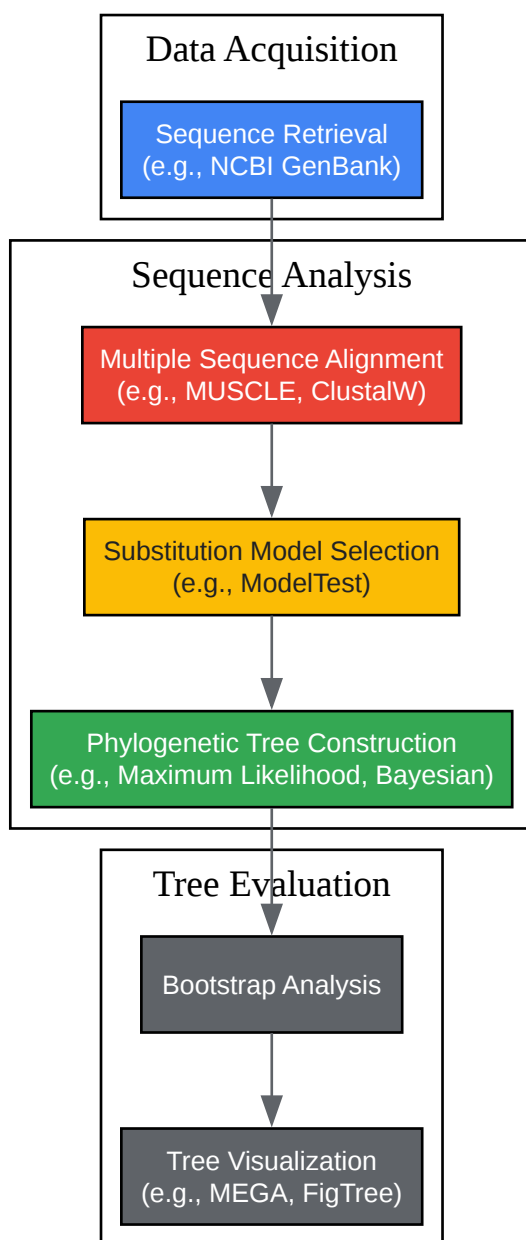 Data Acquisition
Sequence Retrieval
(e.g., NCBI GenBank)
Sequence Analysis
Multiple Sequence Alignment
(e.g., MUSCLE, ClustalW)
Substitution Model Selection
(e.g., ModelTest)
Phylogenetic Tree Construction
(e.g., Maximum Likelihood, Bayesian)
Tree Evaluation
Bootstrap Analysis
Tree Visualization
(e.g., MEGA, FigTree)